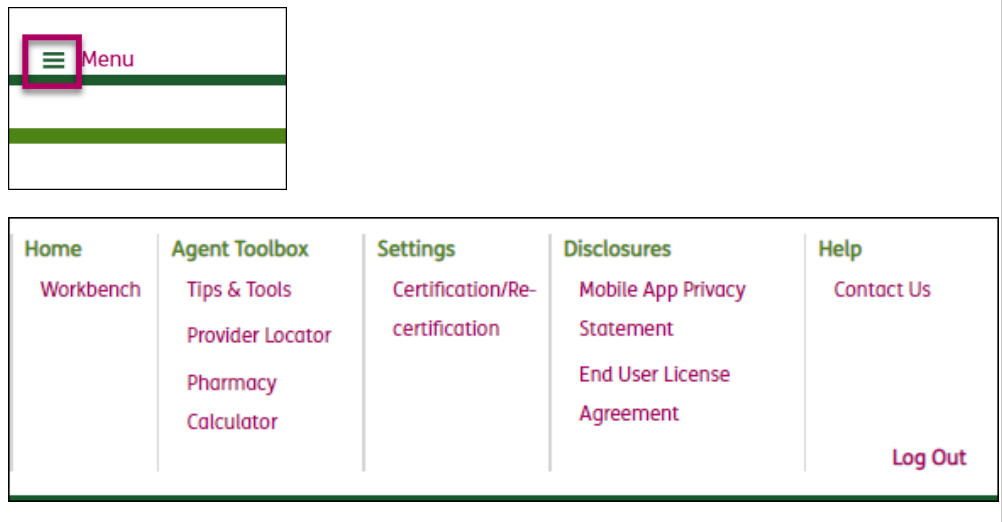 Menu
Home
Workbench
Agent Toolbox
Tips & Tools
Provider Locator
Pharmacy
Calculator
Settings
Certification/Re-
certification
Disclosures
Mobile App Privacy
Statement
End User License
Agreement
Help
Contact Us
Log Out